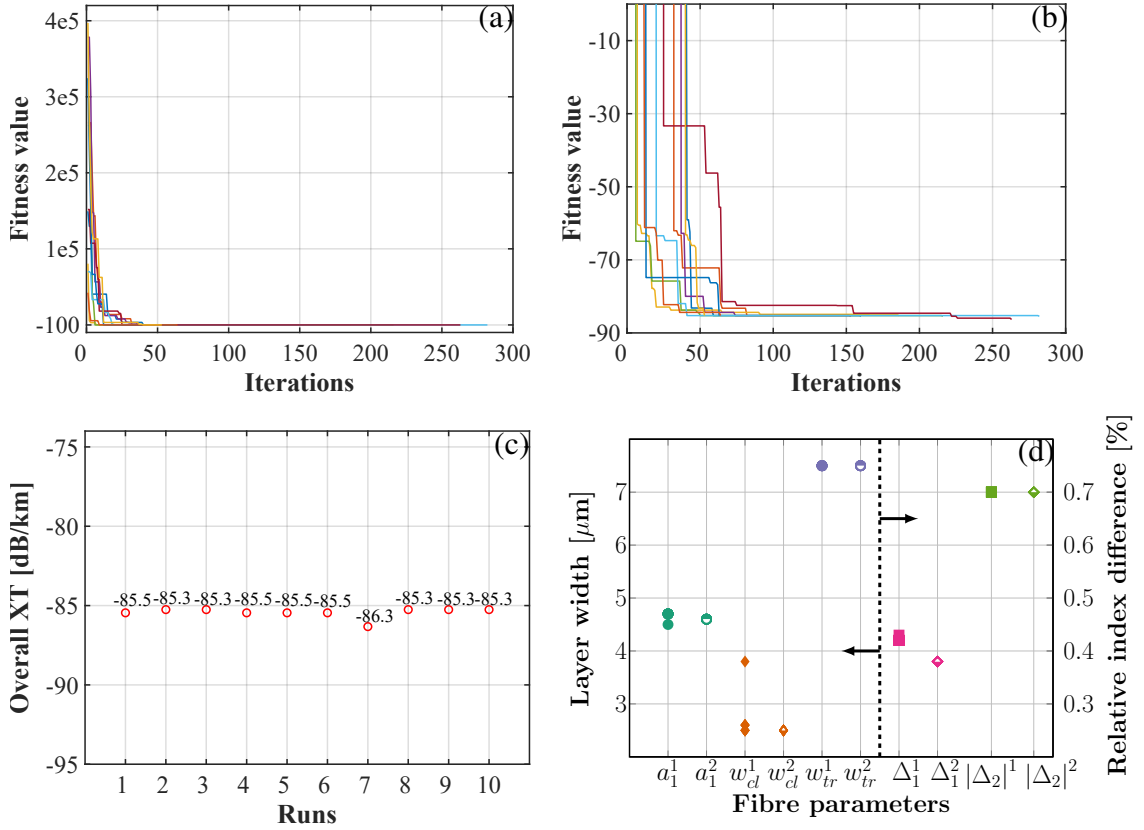 (a)
4e5
3e5
2e5
1e5
-100
0 50 100 150 200 250 300
Fitness value
Iterations
(b)
-10
-30
-50
-70
-90
0 50 100 150 200 250 300
Fitness value
Iterations
(c)
-75
-80
-85
-90
-95
-85.5 -85.3 -85.3 -85.5 -85.5 -85.5 -86.3 -85.3 -85.3 -85.3
1 2 3 4 5 6 7 8 9 10
Overall XT [dB/km]
Runs
(d)
7
5
4
3
0.7
0.6
0.5
0.4
0.3
Layer width [μm]
Relative index difference [%]
a₁¹ a₁² w_cl¹ w_cl² w_tr¹ w_tr² Δ₁¹ Δ₁² |Δ₂|¹ |Δ₂|²
Fibre parameters